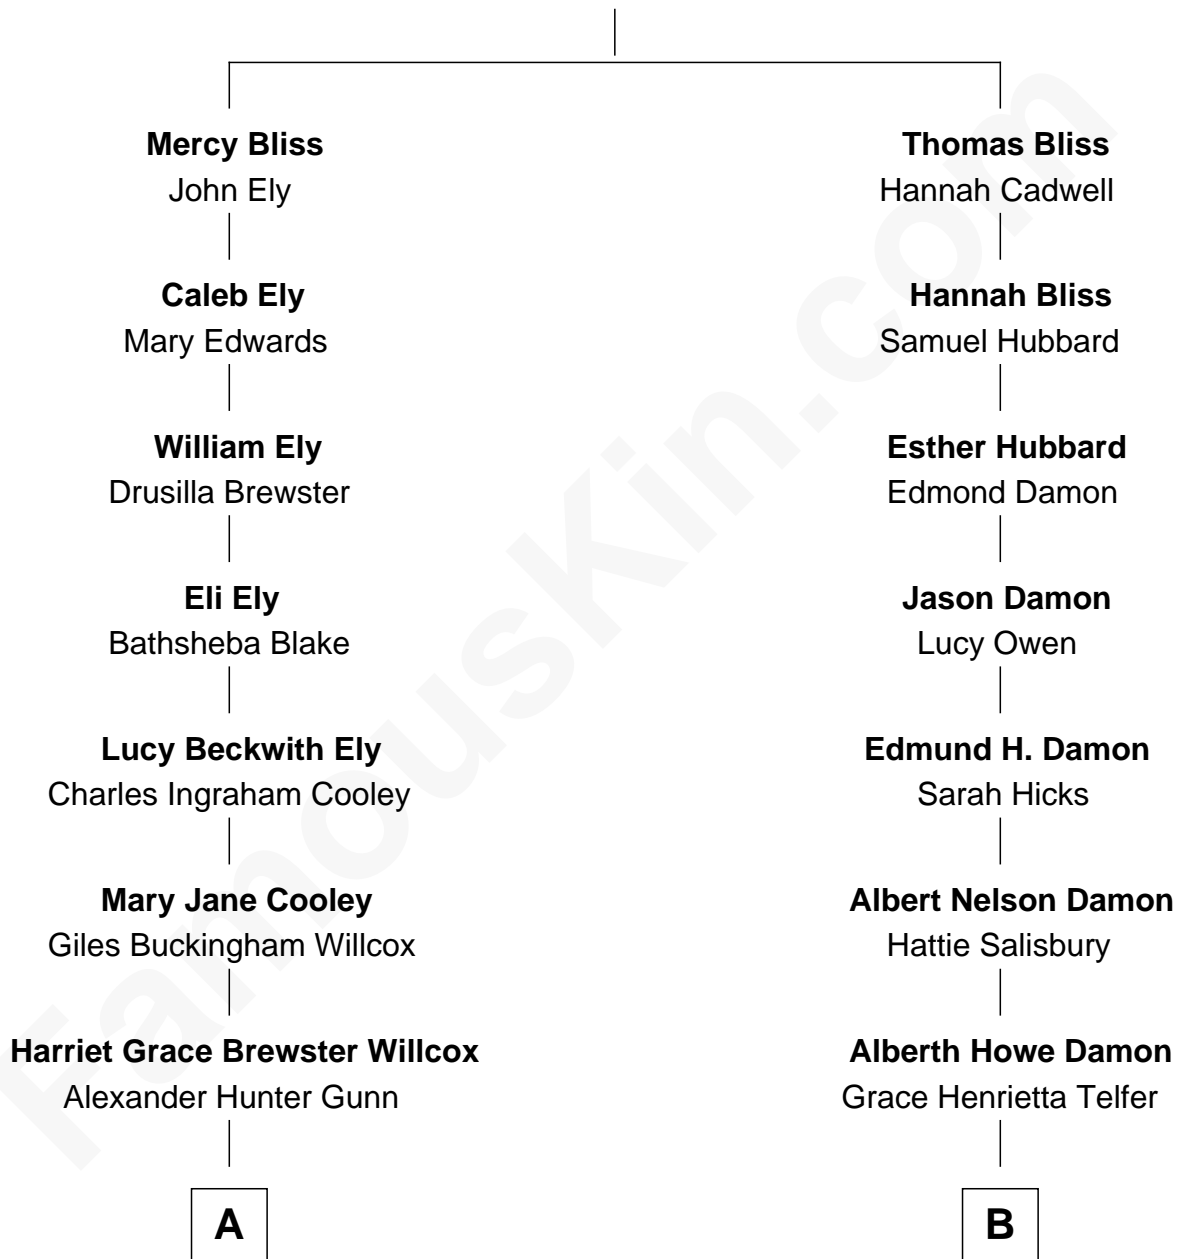 Mercy Bliss
John Ely
Caleb Ely
Mary Edwards
William Ely
Drusilla Brewster
Eli Ely
Bathsheba Blake
Lucy Beckwith Ely
Charles Ingraham Cooley
Mary Jane Cooley
Giles Buckingham Willcox
Harriet Grace Brewster Willcox
Alexander Hunter Gunn
A
Thomas Bliss
Hannah Cadwell
Hannah Bliss
Samuel Hubbard
Esther Hubbard
Edmond Damon
Jason Damon
Lucy Owen
Edmund H. Damon
Sarah Hicks
Albert Nelson Damon
Hattie Salisbury
Alberth Howe Damon
Grace Henrietta Telfer
B
FamousKin.com